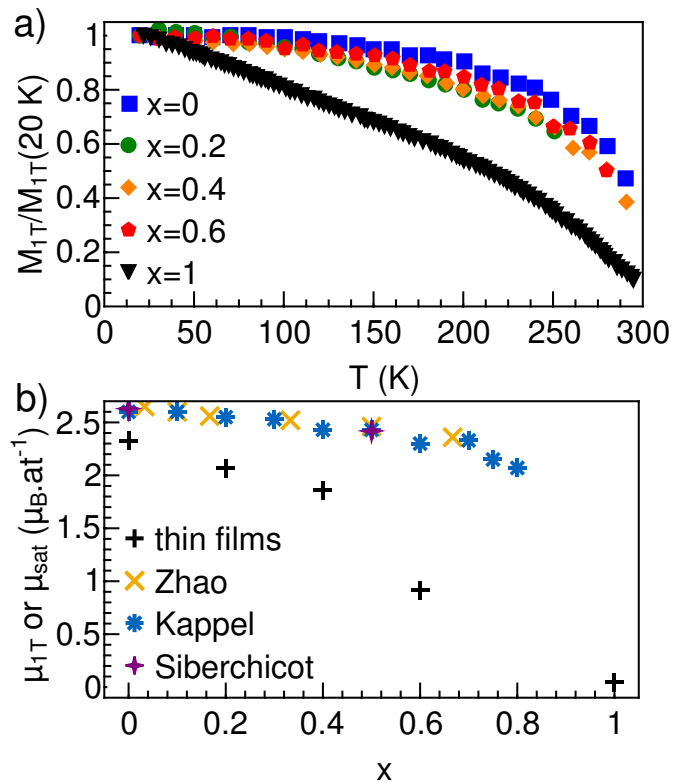 a)
M1T/M1T(20 K)
1
0.8
0.6
0.4
0.2
0
x=0
x=0.2
x=0.4
x=0.6
x=1
0 50 100 150 200 250 300
T (K)
b)
μ1T or μsat (μB.at⁻¹)
2.5
2
1.5
1
0.5
0
thin films
Zhao
Kappel
Siberchicot
0 0.2 0.4 0.6 0.8 1
x